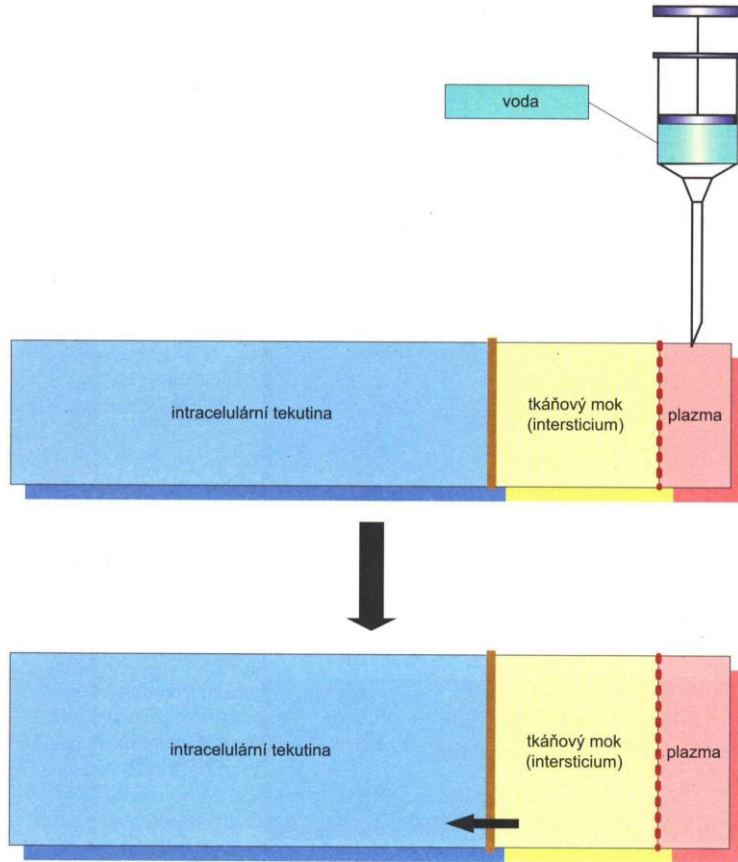 voda
intracelulární tekutina
tkáňový mok
(intersticium)
plazma
intracelulární tekutina
tkáňový mok
(intersticium)
plazma